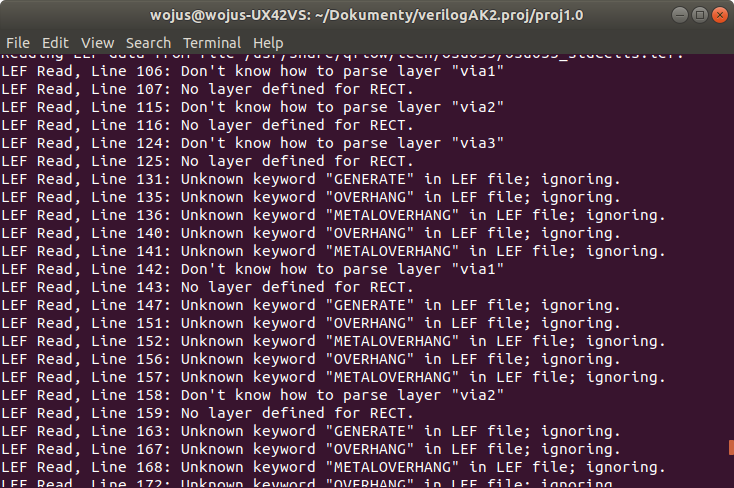 wojus@wojus-UX42VS: ~/Dokumenty/verilogAK2.proj/proj1.0
File Edit View Search Terminal Help
Reading LEF data from file /usr/share/qflow/tech/osu035/osu035_stdcells.lef.
LEF Read, Line 106: Don't know how to parse layer "via1"
LEF Read, Line 107: No layer defined for RECT.
LEF Read, Line 115: Don't know how to parse layer "via2"
LEF Read, Line 116: No layer defined for RECT.
LEF Read, Line 124: Don't know how to parse layer "via3"
LEF Read, Line 125: No layer defined for RECT.
LEF Read, Line 131: Unknown keyword "GENERATE" in LEF file; ignoring.
LEF Read, Line 135: Unknown keyword "OVERHANG" in LEF file; ignoring.
LEF Read, Line 136: Unknown keyword "METALOVERHANG" in LEF file; ignoring.
LEF Read, Line 140: Unknown keyword "OVERHANG" in LEF file; ignoring.
LEF Read, Line 141: Unknown keyword "METALOVERHANG" in LEF file; ignoring.
LEF Read, Line 142: Don't know how to parse layer "via1"
LEF Read, Line 143: No layer defined for RECT.
LEF Read, Line 147: Unknown keyword "GENERATE" in LEF file; ignoring.
LEF Read, Line 151: Unknown keyword "OVERHANG" in LEF file; ignoring.
LEF Read, Line 152: Unknown keyword "METALOVERHANG" in LEF file; ignoring.
LEF Read, Line 156: Unknown keyword "OVERHANG" in LEF file; ignoring.
LEF Read, Line 157: Unknown keyword "METALOVERHANG" in LEF file; ignoring.
LEF Read, Line 158: Don't know how to parse layer "via2"
LEF Read, Line 159: No layer defined for RECT.
LEF Read, Line 163: Unknown keyword "GENERATE" in LEF file; ignoring.
LEF Read, Line 167: Unknown keyword "OVERHANG" in LEF file; ignoring.
LEF Read, Line 168: Unknown keyword "METALOVERHANG" in LEF file; ignoring.
LEF Read, Line 172: Unknown keyword "OVERHANG" in LEF file; ignoring.